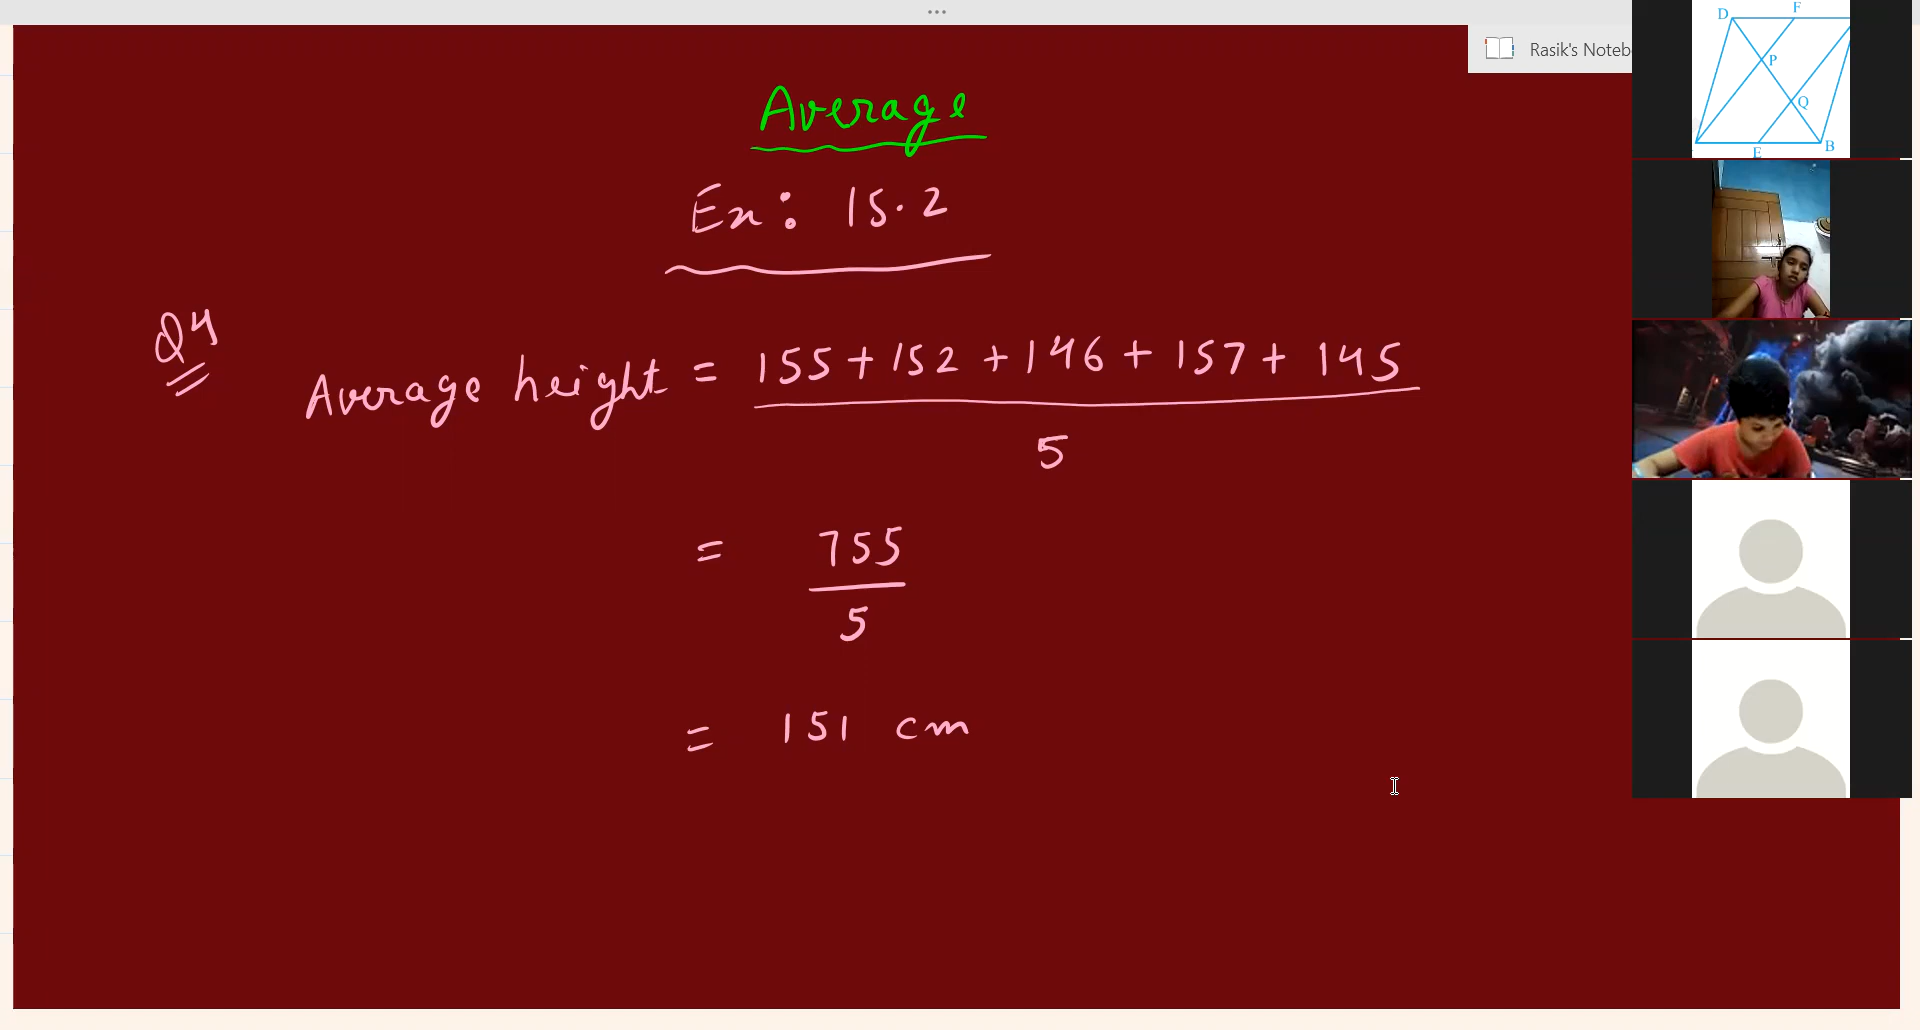 Rasik's Noteb
Average
Ex: 15.2
Q4
Average height = 155 + 152 + 146 + 157 + 145
5
= 755
5
= 151 cm
D F
P
Q
E B